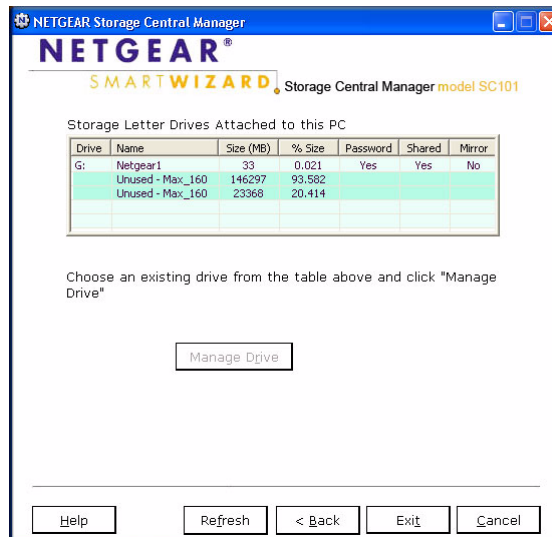 NETGEAR Storage Central Manager
NETGEAR®
SMARTWIZARD Storage Central Manager model SC101
Storage Letter Drives Attached to this PC
Drive Name Size (MB) % Size Password Shared Mirror
G: Netgear1 33 0.021 Yes Yes No
Unused - Max_160 146297 93.582
Unused - Max_160 23368 20.414
Choose an existing drive from the table above and click "Manage
Drive"
Manage Drive
Help Refresh < Back Exit Cancel